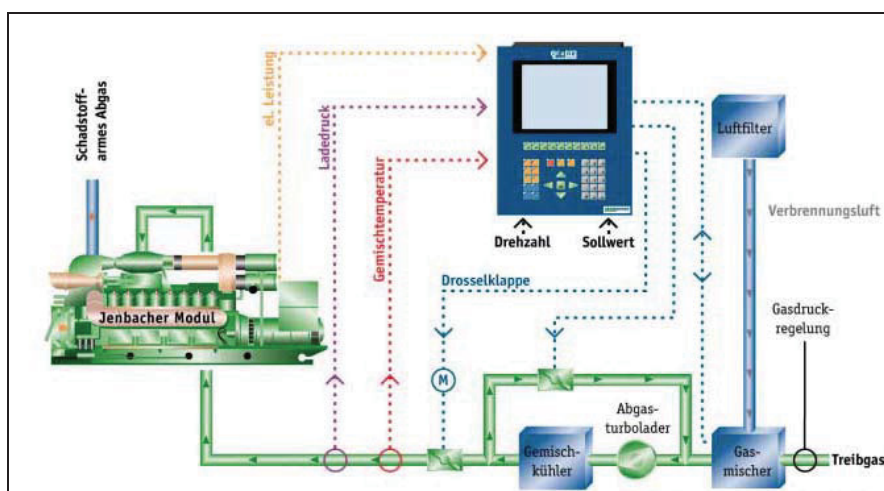 Schadstoff-
armes Abgas
el. Leistung
Ladedruck
Gemischtemperatur
Jenbacher Modul
Drehzahl
Sollwert
Drosselklappe
M
Luftfilter
Verbrennungsluft
Gasdruck-
regelung
Abgas-
turbolader
Gemisch-
kühler
Gas-
mischer
Treibgas